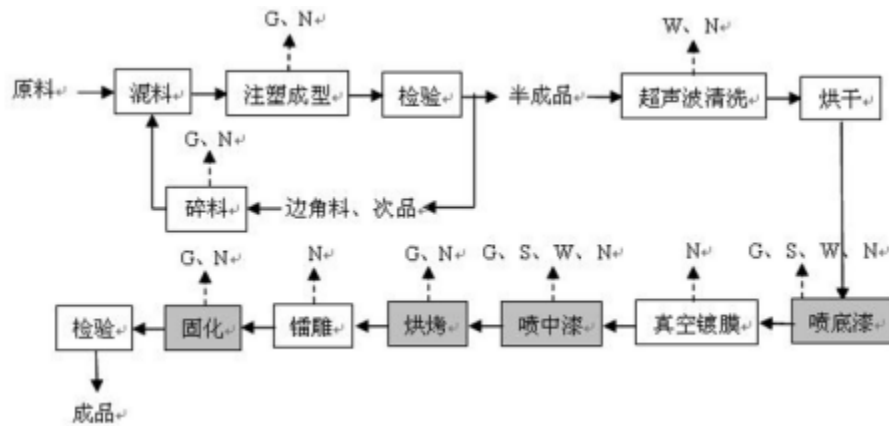 G、N W、N
原料 混料 注塑成型 检验 半成品 超声波清洗 烘干
G、N
碎料 边角料、次品
G、N N G、N G、S、W、N N G、S、W、N
检验 固化 镭雕 烘烤 喷中漆 真空镀膜 喷底漆
成品